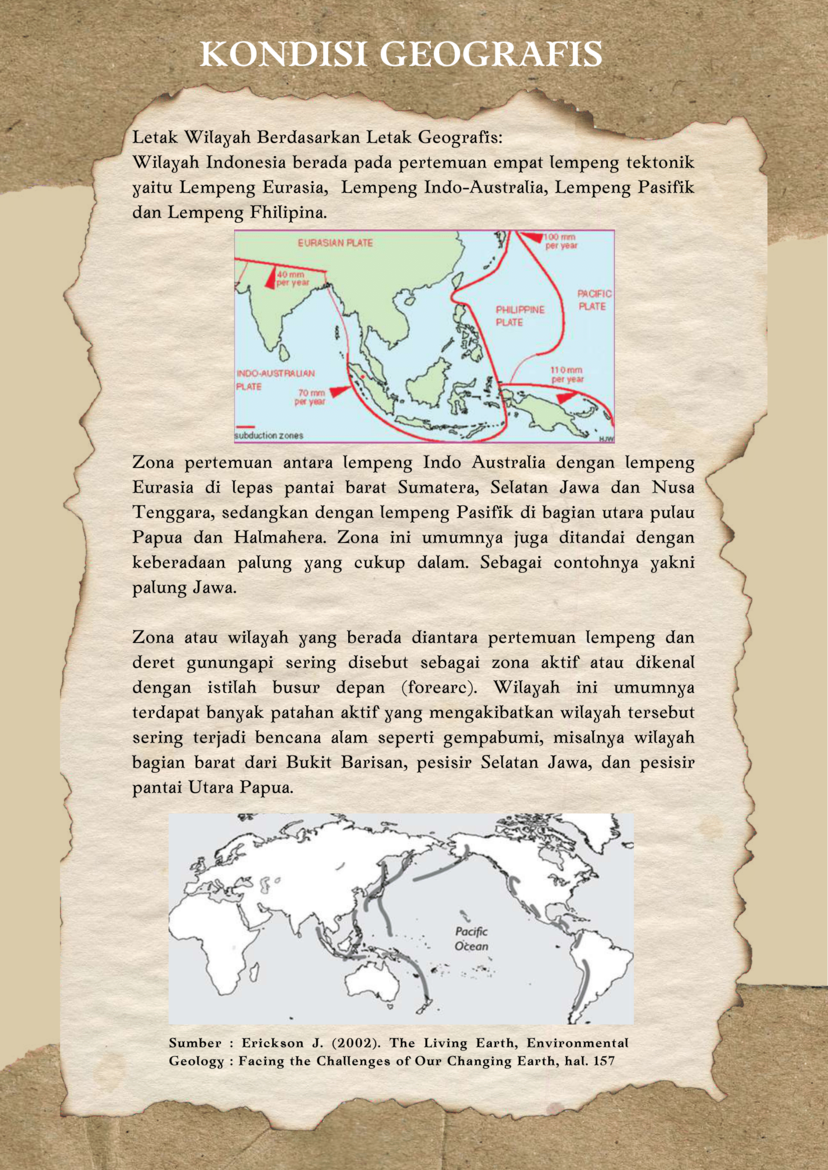 KONDISI GEOGRAFIS
Letak Wilayah Berdasarkan Letak Geografis:
Wilayah Indonesia berada pada pertemuan empat lempeng tektonik
yaitu Lempeng Eurasia, Lempeng Indo-Australia, Lempeng Pasifik
dan Lempeng Fhilipina.
EURASIAN PLATE
100 mm
per year
40 mm
per year
PACIFIC
PLATE
PHILIPPINE
PLATE
INDO-AUSTRALIAN
PLATE
110 mm
per year
70 mm
per year
subduction zones
HJW
Zona pertemuan antara lempeng Indo Australia dengan lempeng
Eurasia di lepas pantai barat Sumatera, Selatan Jawa dan Nusa
Tenggara, sedangkan dengan lempeng Pasifik di bagian utara pulau
Papua dan Halmahera. Zona ini umumnya juga ditandai dengan
keberadaan palung yang cukup dalam. Sebagai contohnya yakni
palung Jawa.
Zona atau wilayah yang berada diantara pertemuan lempeng dan
deret gunungapi sering disebut sebagai zona aktif atau dikenal
dengan istilah busur depan (forearc). Wilayah ini umumnya
terdapat banyak patahan aktif yang mengakibatkan wilayah tersebut
sering terjadi bencana alam seperti gempabumi, misalnya wilayah
bagian barat dari Bukit Barisan, pesisir Selatan Jawa, dan pesisir
pantai Utara Papua.
Pacific
Ocean
Sumber : Erickson J. (2002). The Living Earth, Environmental
Geology : Facing the Challenges of Our Changing Earth, hal. 157